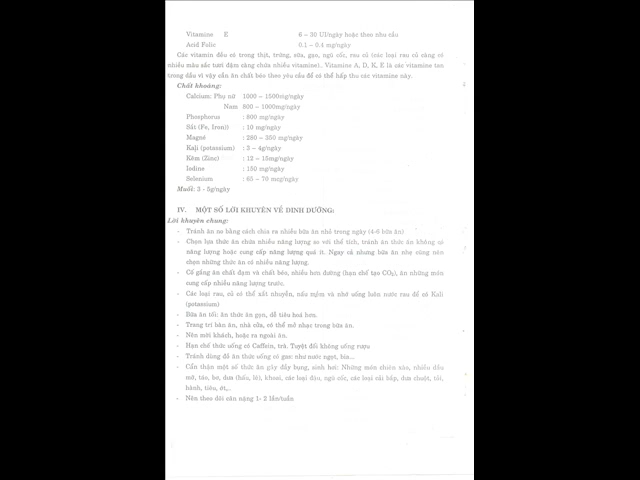 Vitamine E 6 – 30 UI/ngày hoặc theo nhu cầu
Acid Folic 0.1 – 0.4 mg/ngày
Các vitamin đều có trong thịt, trứng, sữa, gạo, ngũ cốc, rau củ (các loại rau củ càng có
nhiều màu sắc tươi đậm càng chứa nhiều vitamine).. Vitamine A, D, K, E là các vitamine tan
trong dầu vì vậy cần ăn chất béo theo yêu cầu để có thể hấp thu các vitamine này.
Chất khoáng:
Calcium: Phụ nữ 1000 – 1500mg/ngày
Nam 800 – 1000mg/ngày
Phosphorus : 800 mg/ngày
Sắt (Fe, Iron)) : 10 mg/ngày
Magné : 280 – 350 mg/ngày
Kali (potassium) : 2 – 4g/ngày
Kẽm (Zinc) : 12 – 15mg/ngày
Iodine : 150 mg/ngày
Selenium : 65 – 70 mcg/ngày
Muối: 3 - 5g/ngày
IV. MỘT SỐ LỜI KHUYÊN VỀ DINH DƯỠNG:
Lời khuyên chung:
- Tránh ăn no bằng cách chia ra nhiều bữa ăn nhỏ trong ngày (4-6 bữa ăn)
- Chọn lựa thức ăn chứa nhiều năng lượng so với thể tích, tránh ăn thức ăn không có
năng lượng hoặc cung cấp năng lượng quá ít. Ngay cả nhưng bữa ăn nhẹ cũng nên
chọn những thức ăn có nhiều năng lượng.
- Cố gắng ăn chất đạm và chất béo, nhiều hơn đường (hạn chế tạo CO₂), ăn những món
cung cấp nhiều năng lượng trước.
- Các loại rau, củ có thể xắt nhuyễn, nấu mềm và nhớ uống luôn nước rau để có Kali
(potassium)
- Bữa ăn tối: ăn thức ăn gọn, dễ tiêu hoá hơn.
- Trang trí bàn ăn, nhà cửa, có thể mở nhạc trong bữa ăn.
- Nên mời khách, hoặc ra ngoài ăn.
- Hạn chế thức uống có Caffein, trà. Tuyệt đối không uống rượu
- Tránh dùng đồ ăn thức uống có gas: như nước ngọt, bia...
- Cẩn thận một số thức ăn gây đầy bụng, sinh hơi: Những món chiên xào, nhiều dầu
mỡ, táo, bơ, dưa (hấu, lê), khoai, các loại đậu, ngũ cốc, các loại cải bắp, dưa chuột, tỏi,
hành, tiêu, ớt,..
- Nên theo dõi cân nặng 1- 2 lần/tuần